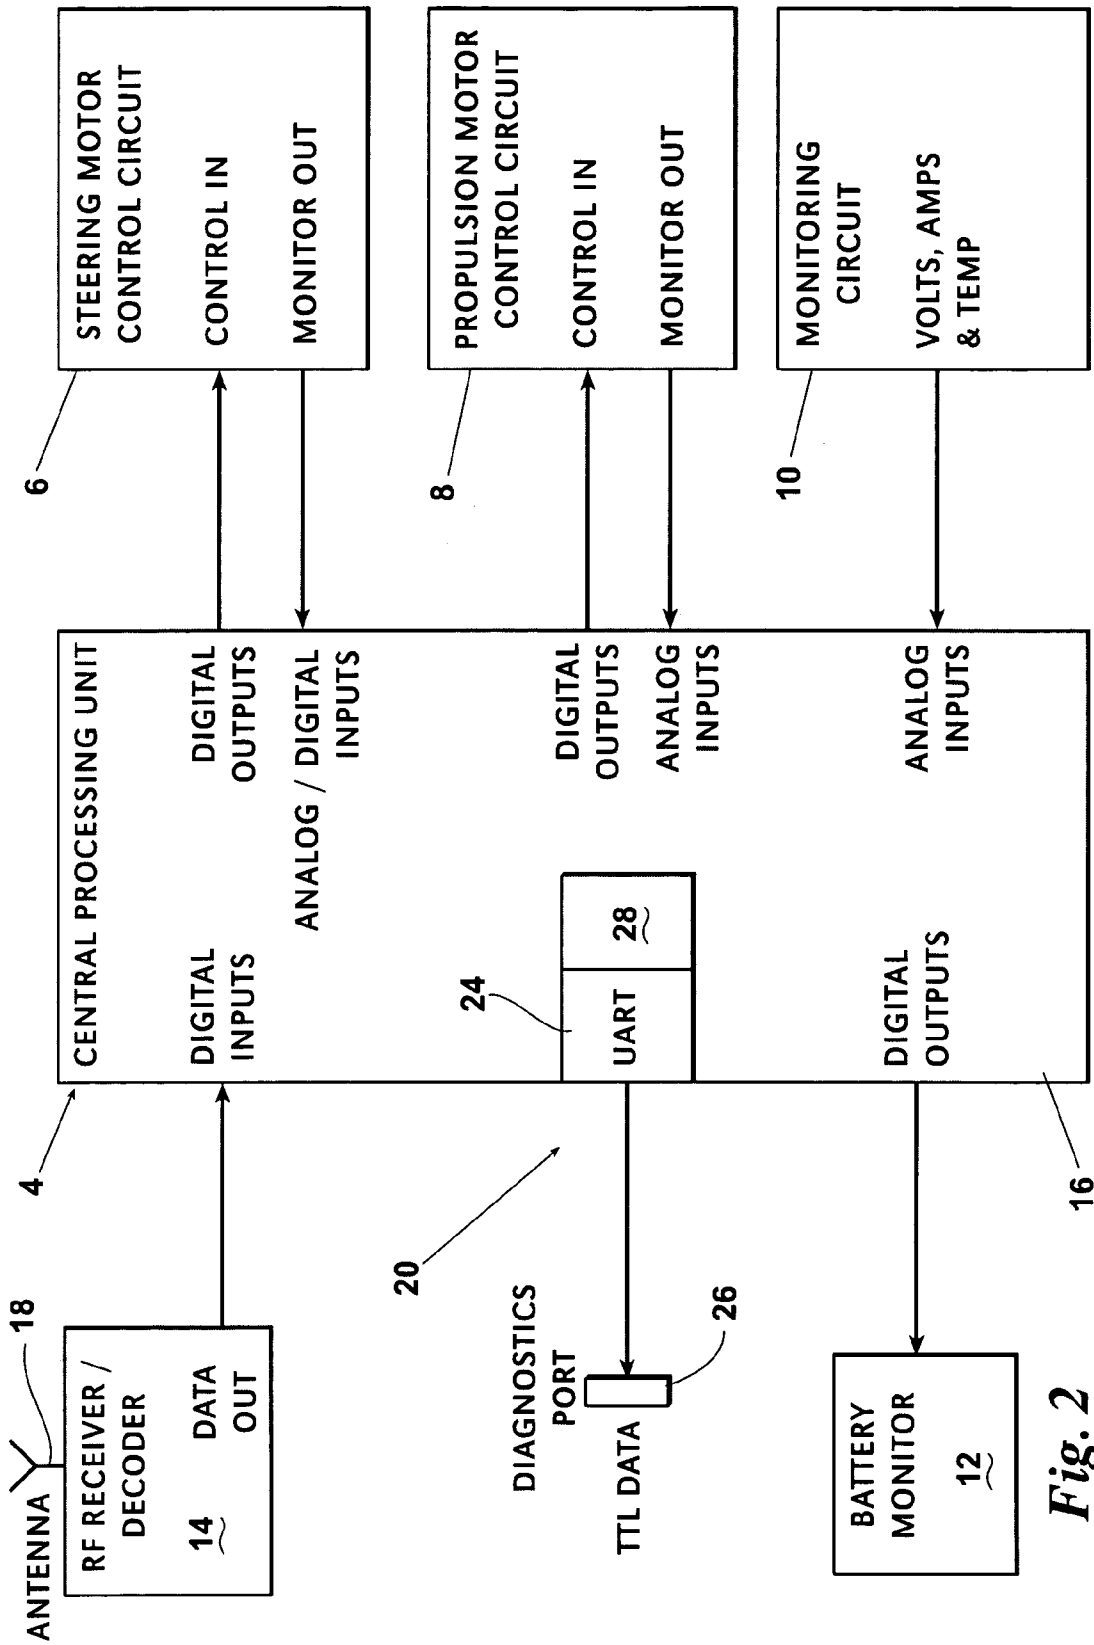 ANTENNA
18
RF RECEIVER /
DECODER
14
DATA
OUT
4
CENTRAL PROCESSING UNIT
DIGITAL
INPUTS
DIGITAL
OUTPUTS
ANALOG / DIGITAL
INPUTS
6
STEERING MOTOR
CONTROL CIRCUIT
CONTROL IN
MONITOR OUT
20
DIAGNOSTICS
PORT
TTL DATA
26
24
UART
28
DIGITAL
OUTPUTS
ANALOG
INPUTS
8
PROPULSION MOTOR
CONTROL CIRCUIT
CONTROL IN
MONITOR OUT
BATTERY
MONITOR
12
DIGITAL
OUTPUTS
16
ANALOG
INPUTS
10
MONITORING
CIRCUIT
VOLTS, AMPS
& TEMP
Fig. 2